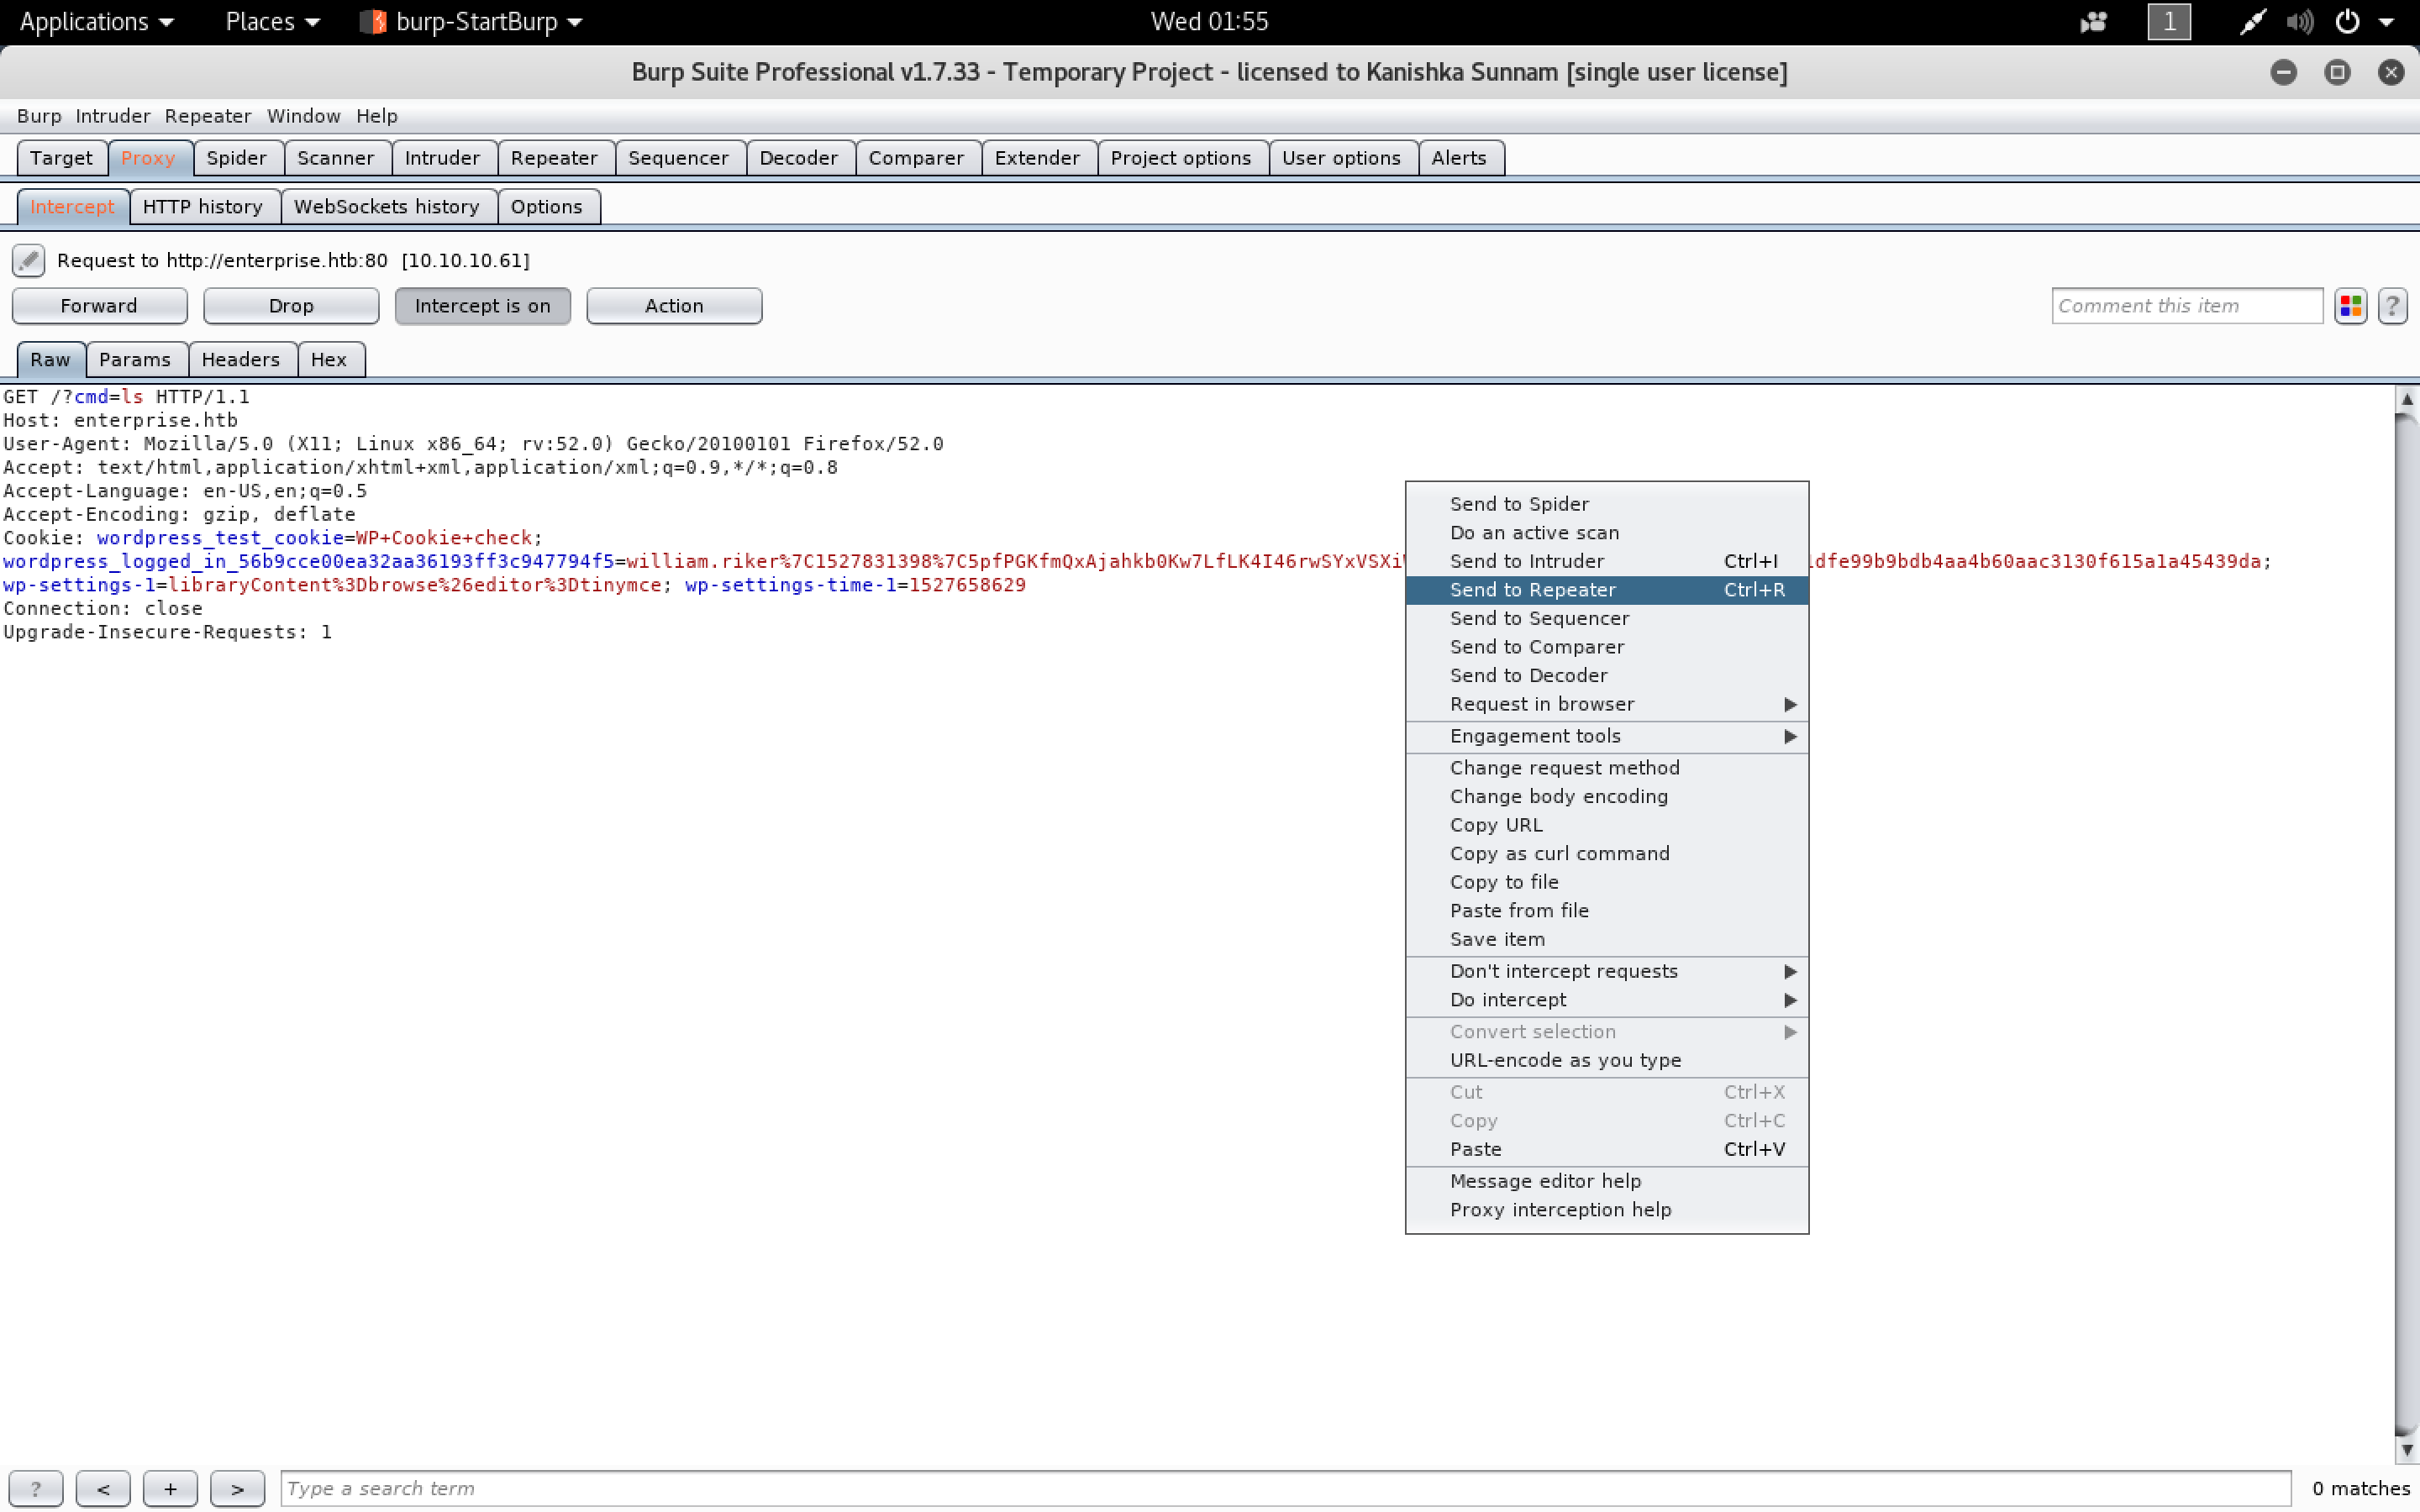 Applications Places burp-StartBurp Wed 01:55 1
Burp Suite Professional v1.7.33 - Temporary Project - licensed to Kanishka Sunnam [single user license]
Burp Intruder Repeater Window Help
Target Proxy Spider Scanner Intruder Repeater Sequencer Decoder Comparer Extender Project options User options Alerts
Intercept HTTP history WebSockets history Options
Request to http://enterprise.htb:80 [10.10.10.61]
Forward Drop Intercept is on Action Comment this item ?
Raw Params Headers Hex
GET /?cmd=ls HTTP/1.1
Host: enterprise.htb
User-Agent: Mozilla/5.0 (X11; Linux x86_64; rv:52.0) Gecko/20100101 Firefox/52.0
Accept: text/html,application/xhtml+xml,application/xml;q=0.9,*/*;q=0.8
Accept-Language: en-US,en;q=0.5
Accept-Encoding: gzip, deflate
Cookie: wordpress_test_cookie=WP+Cookie+check;
wordpress_logged_in_56b9cce00ea32aa36193ff3c947794f5=william.riker%7C1527831398%7C5pfPGKfmQxAjahkb0Kw7LfLK4I46rwSYxVSXi dfe99b9bdb4aa4b60aac3130f615a1a45439da;
wp-settings-1=libraryContent%3Dbrowse%26editor%3Dtinymce; wp-settings-time-1=1527658629
Connection: close
Upgrade-Insecure-Requests: 1
Send to Spider
Do an active scan
Send to Intruder Ctrl+I
Send to Repeater Ctrl+R
Send to Sequencer
Send to Comparer
Send to Decoder
Request in browser
Engagement tools
Change request method
Change body encoding
Copy URL
Copy as curl command
Copy to file
Paste from file
Save item
Don't intercept requests
Do intercept
Convert selection
URL-encode as you type
Cut Ctrl+X
Copy Ctrl+C
Paste Ctrl+V
Message editor help
Proxy interception help
? < + > Type a search term 0 matches